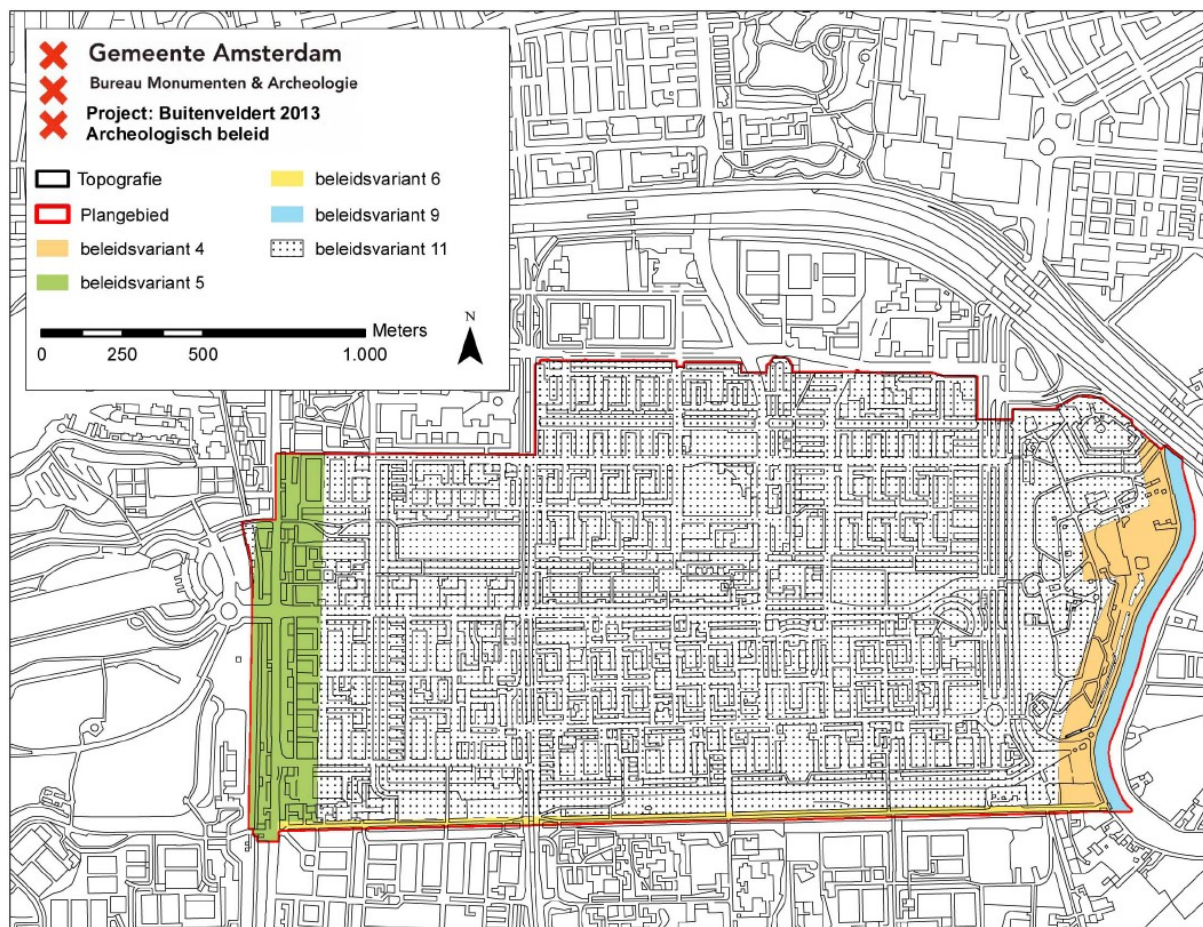 Gemeente Amsterdam
Bureau Monumenten & Archeologie
Project: Buitenveldert 2013
Archeologisch beleid
Topografie
Plangebied
beleidsvariant 4
beleidsvariant 5
beleidsvariant 6
beleidsvariant 9
beleidsvariant 11
Meters
0 250 500 1.000
N